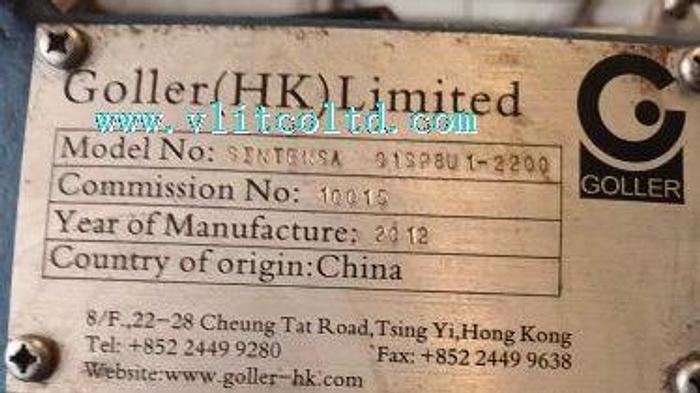 Goller(HK)Limited
www.vlitcoltd.com
GOLLER
Model No: SINTENSA
Commission No: 10015
Year of Manufacture: 2012
Country of origin:China
8/F.,22-28 Cheung Tat Road,Tsing Yi,Hong Kong
Tel: +852 2449 9280 Fax: +852 2449 9638
Website:www.goller-hk.com